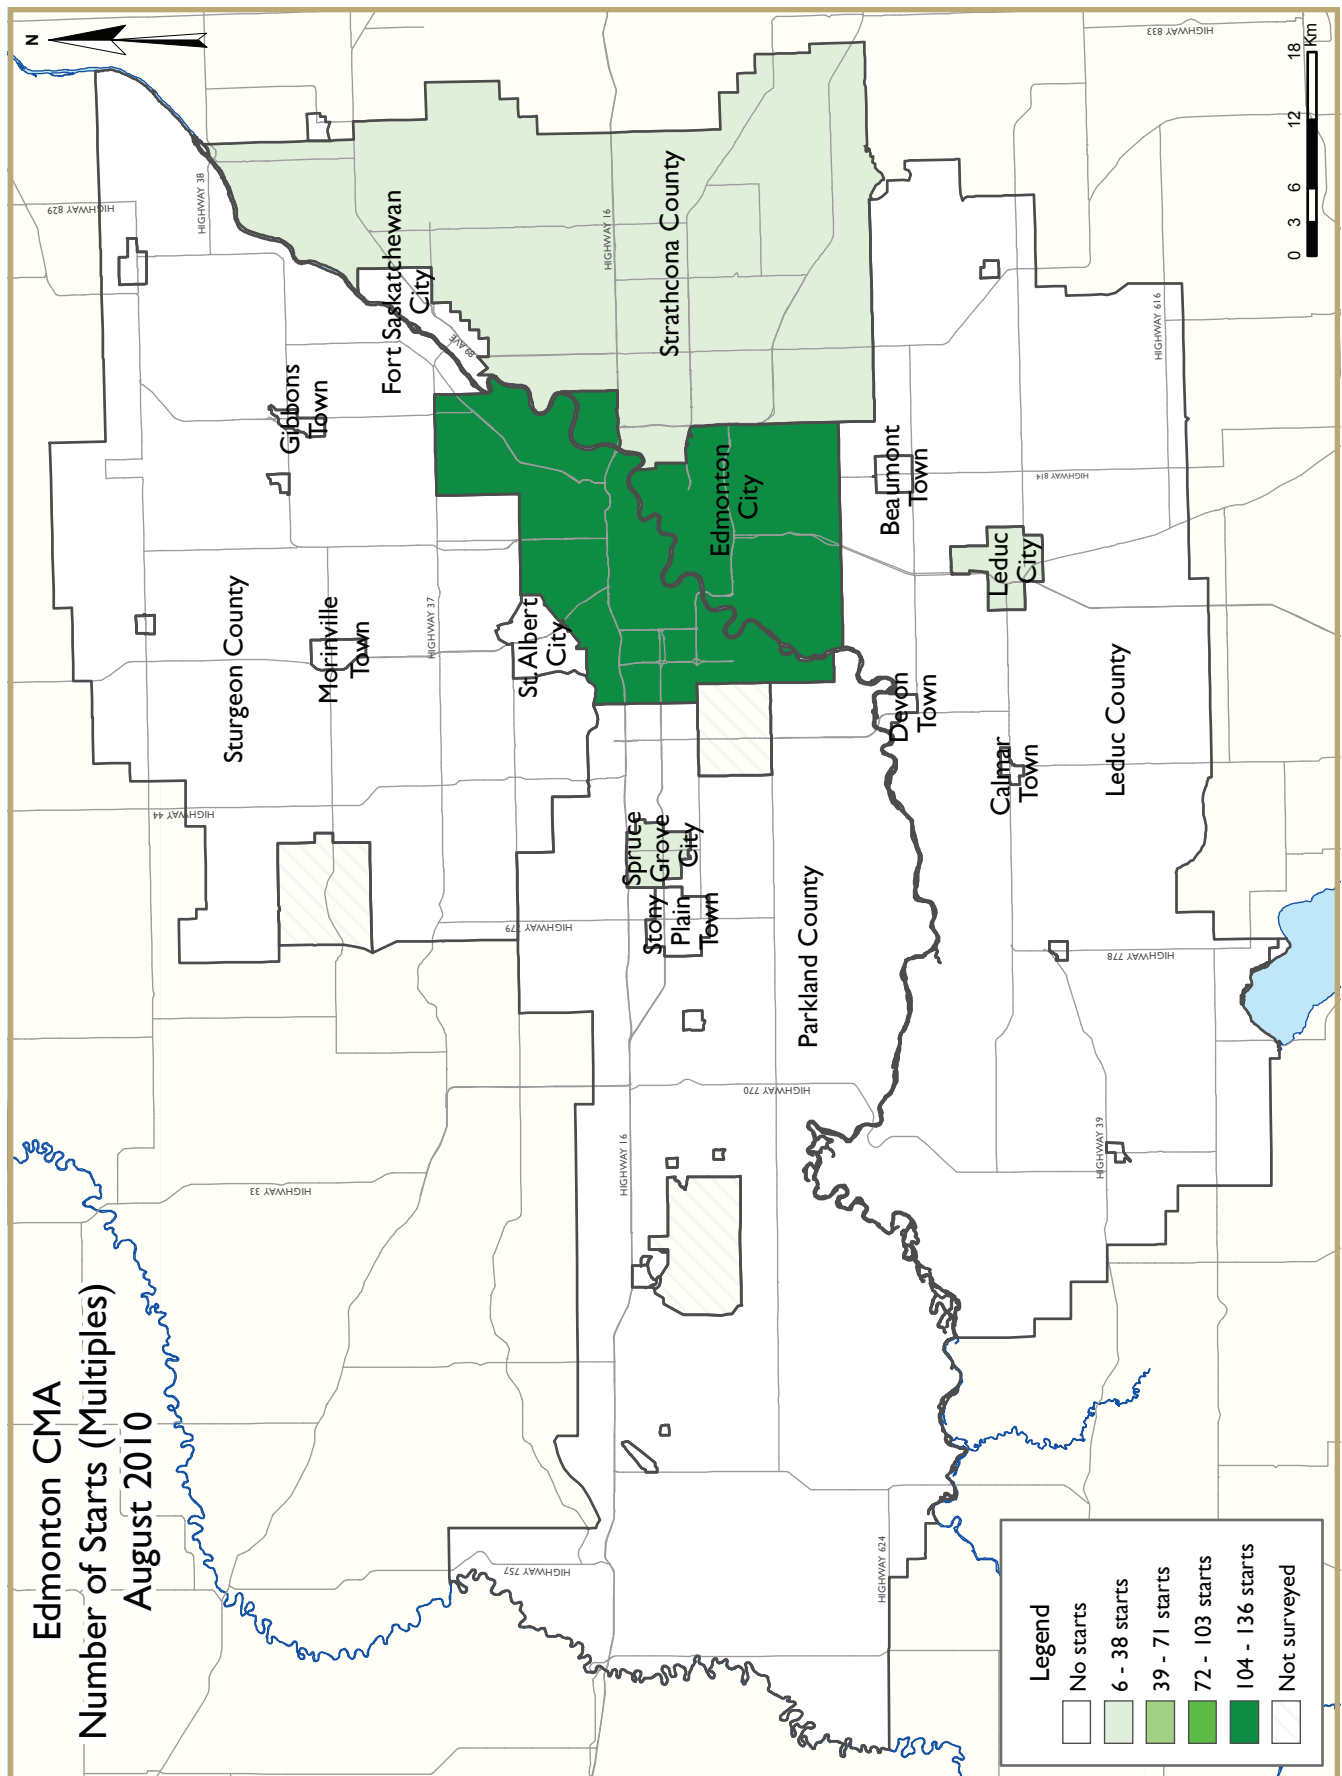 Edmonton CMA
Number of Starts (Multiples)
August 2010
N
HIGHWAY 757
HIGHWAY 33
HIGHWAY 44
HIGHWAY 779
HIGHWAY 37
HIGHWAY 38
HIGHWAY 829
HIGHWAY 833
Sturgeon County
Morinville
Town
Gibbons
Town
Fort Saskatchewan
City
89 AVE
St. Albert
City
HIGHWAY 16
HIGHWAY 16
Strathcona County
Edmonton
City
Spruce
Grove
City
Stony
Plain
Town
Parkland County
HIGHWAY 770
HIGHWAY 624
Devon
Town
Beaumont
Town
HIGHWAY 814
Leduc
City
Calmar
Town
Leduc County
HIGHWAY 778
HIGHWAY 39
HIGHWAY 616
Legend
No starts
6 - 38 starts
39 - 71 starts
72 - 103 starts
104 - 136 starts
Not surveyed
0 3 6 12 18
Km